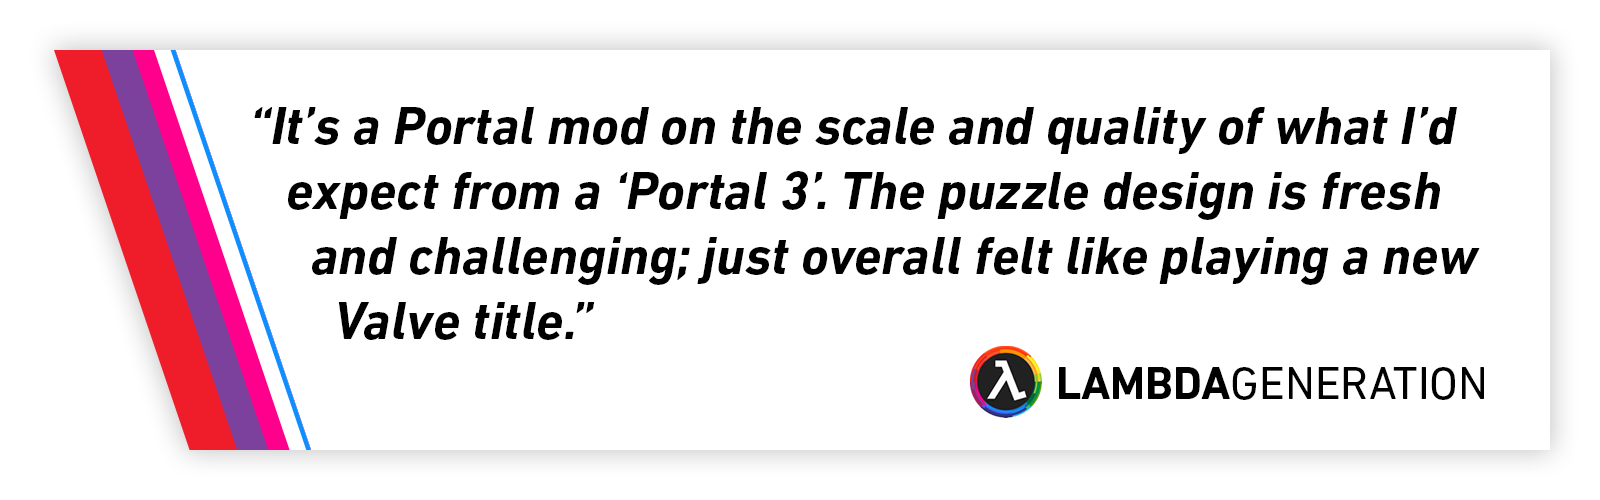 “It’s a Portal mod on the scale and quality of what I’d
expect from a ‘Portal 3’. The puzzle design is fresh
and challenging; just overall felt like playing a new
Valve title.”
λ LAMBDAGENERATION